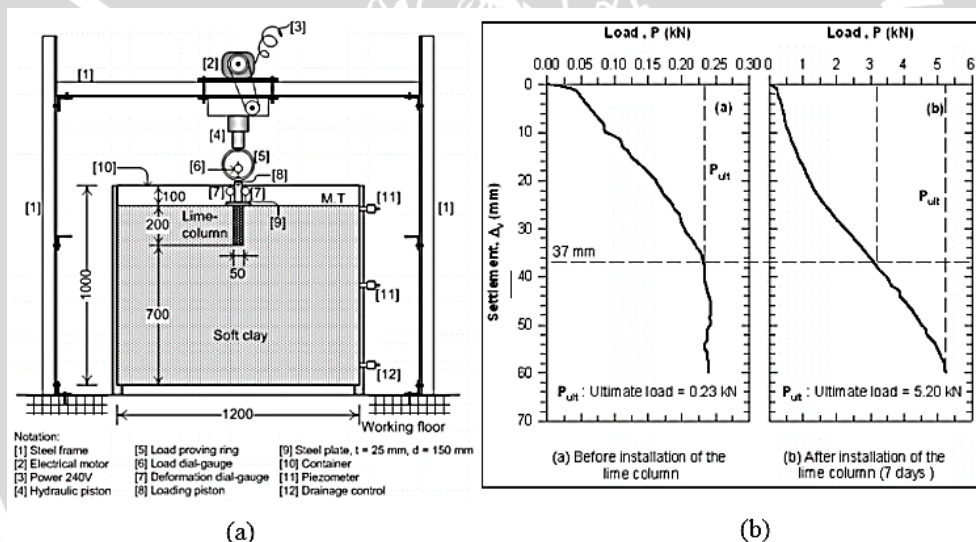 [3]
[2]
[1]
[4]
[5]
[6]
[8]
[10]
[7]
[7]
100
M.T
[11]
[9]
[1]
[1]
200
Lime-
column
50
1000
[11]
700
Soft clay
[12]
1200
Working floor
Notation:
[1] Steel frame
[2] Electrical motor
[3] Power 240V
[4] Hydraulic piston
[5] Load proving ring
[6] Load dial-gauge
[7] Deformation dial-gauge
[8] Loading piston
[9] Steel plate, t = 25 mm, d = 150 mm
[10] Container
[11] Piezometer
[12] Drainage control
(a)
Load , P (kN)
0.00 0.05 0.10 0.15 0.20 0.25 0.30
Load , P (kN)
0 1 2 3 4 5 6
Settlement, Δv (mm)
0
10
20
30
40
50
60
70
(a)
Pult
37 mm
Pult : Ultimate load = 0.23 kN
(b)
Pult
Pult : Ultimate load = 5.20 kN
(a) Before installation of the
lime column
(b) After installation of the
lime column (7 days )
(b)